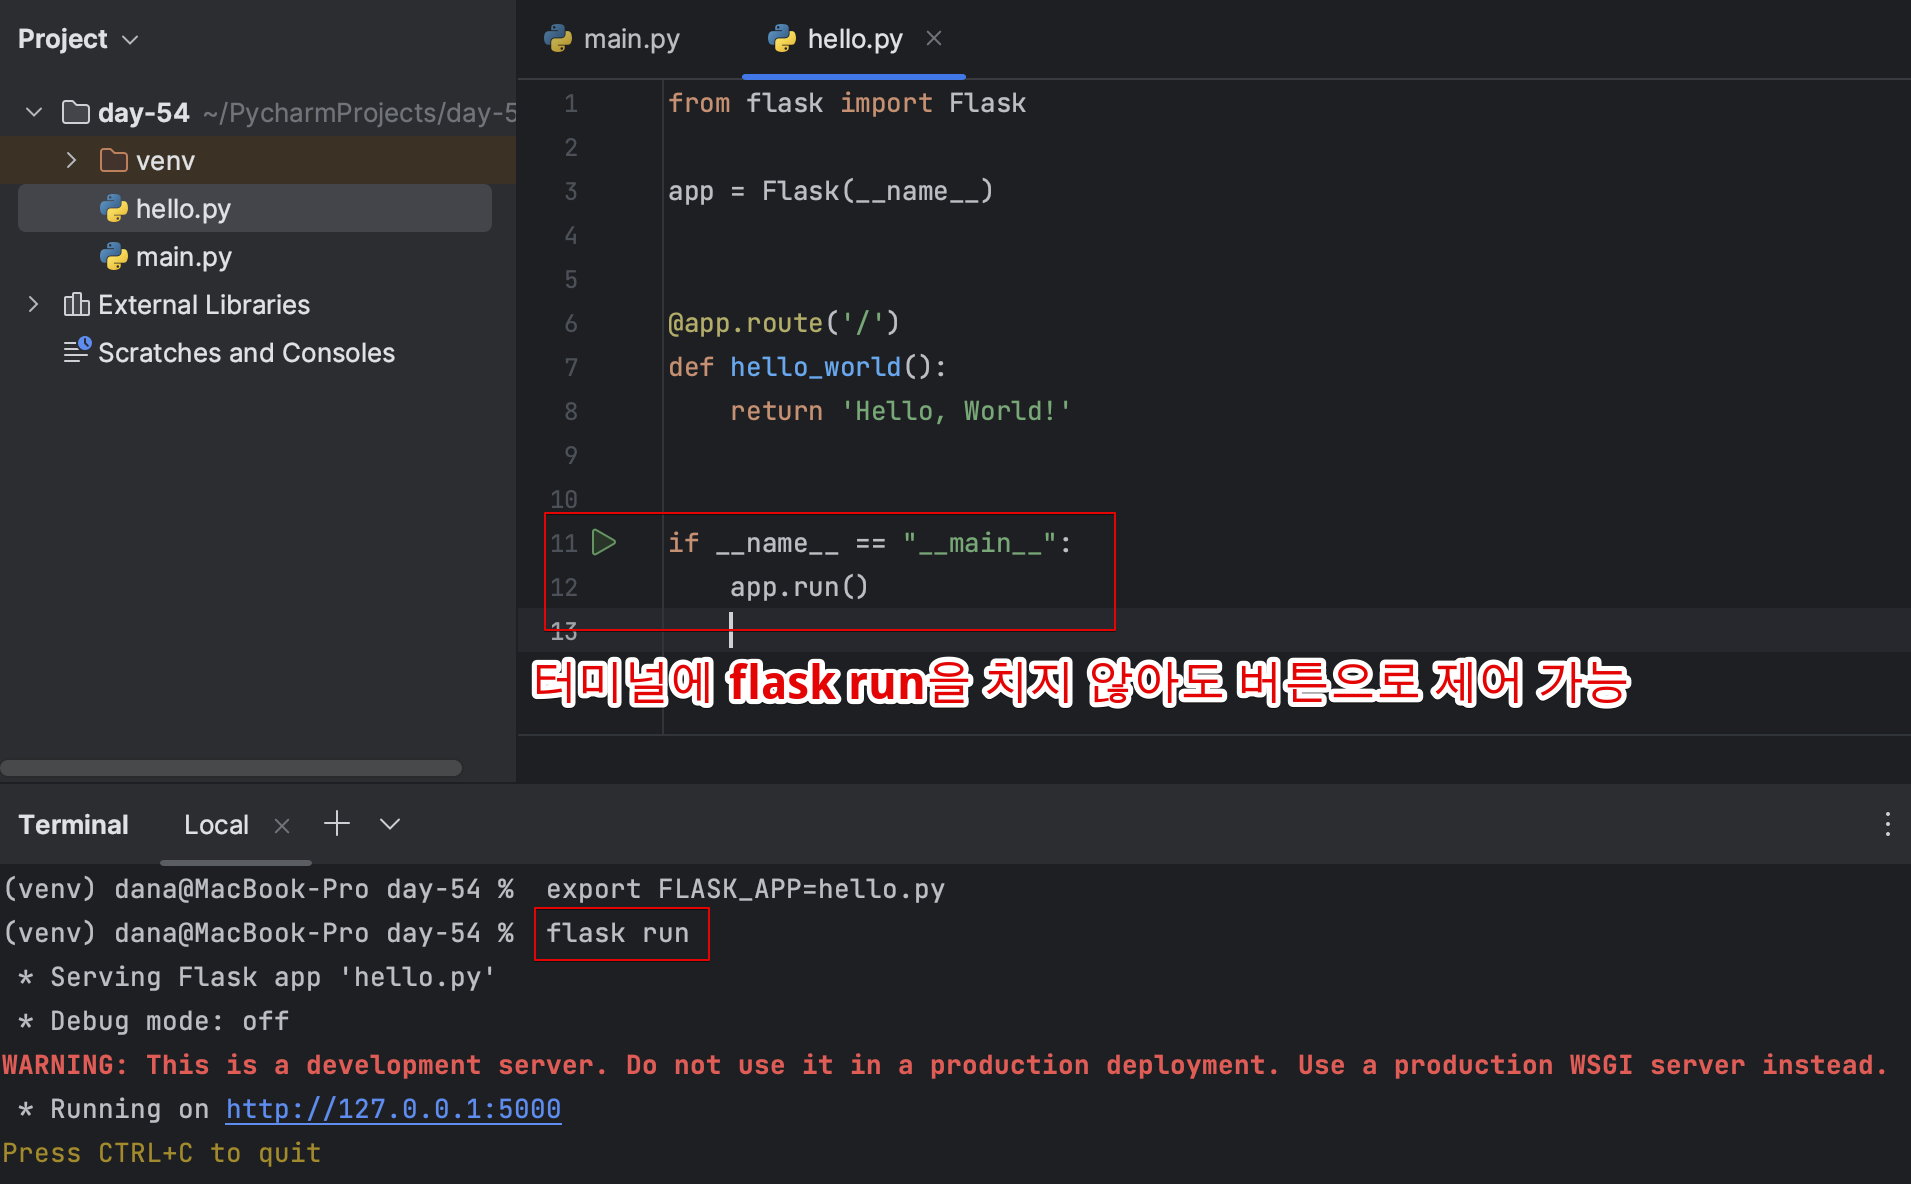 Project
day-54 ~/PycharmProjects/day-5
venv
hello.py
main.py
External Libraries
Scratches and Consoles
main.py
hello.py
1 from flask import Flask
2
3 app = Flask(__name__)
4
5
6 @app.route('/')
7 def hello_world():
8 return 'Hello, World!'
9
10
11 if __name__ == "__main__":
12 app.run()
13
터미널에 flask run을 치지 않아도 버튼으로 제어 가능
Terminal Local
(venv) dana@MacBook-Pro day-54 % export FLASK_APP=hello.py
(venv) dana@MacBook-Pro day-54 % flask run
* Serving Flask app 'hello.py'
* Debug mode: off
WARNING: This is a development server. Do not use it in a production deployment. Use a production WSGI server instead.
* Running on http://127.0.0.1:5000
Press CTRL+C to quit